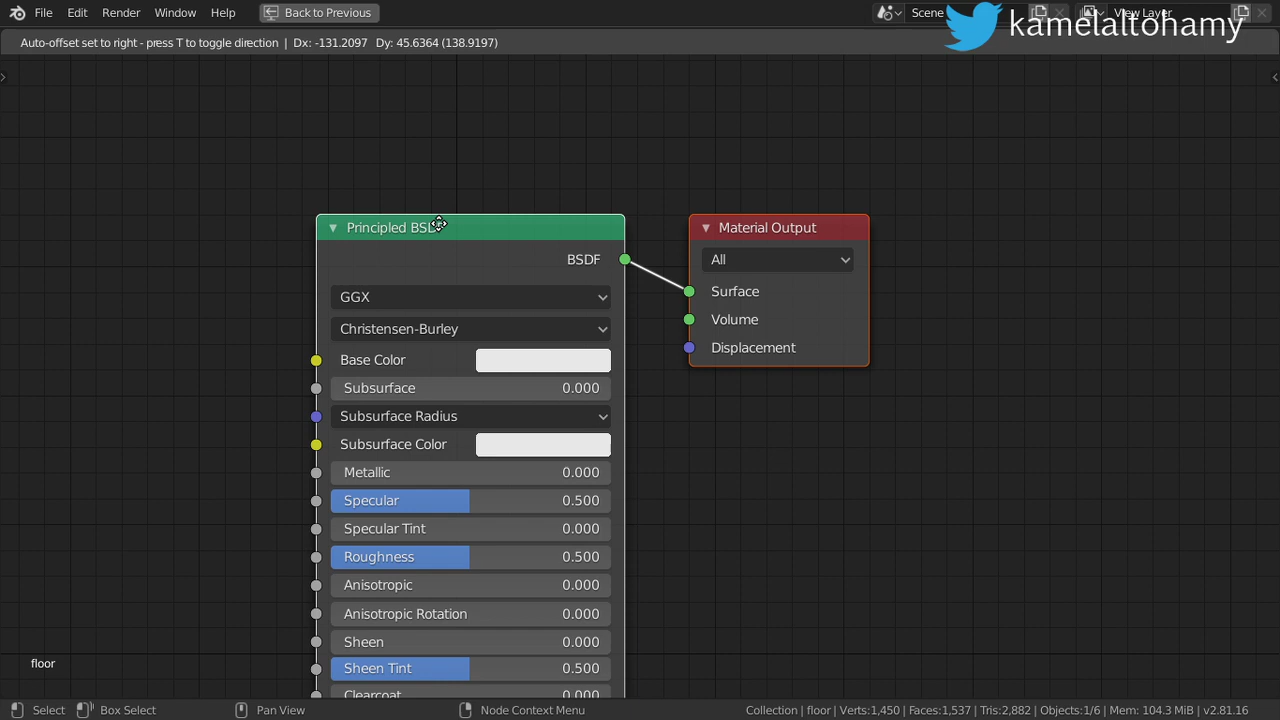 File Edit Render Window Help Back to Previous Scene View Layer
kamelaltohamy
Auto-offset set to right - press T to toggle direction | Dx: -131.2097 Dy: 45.6364 (138.9197)
Principled BSDF
BSDF
GGX
Christensen-Burley
Base Color
Subsurface 0.000
Subsurface Radius
Subsurface Color
Metallic 0.000
Specular 0.500
Specular Tint 0.000
Roughness 0.500
Anisotropic 0.000
Anisotropic Rotation 0.000
Sheen 0.000
Sheen Tint 0.500
Clearcoat 0.000
Material Output
All
Surface
Volume
Displacement
floor
Select Box Select Pan View Node Context Menu Collection | floor | Verts:1,450 | Faces:1,537 | Tris:2,882 | Objects:1/6 | Mem: 104.3 MiB | v2.81.16